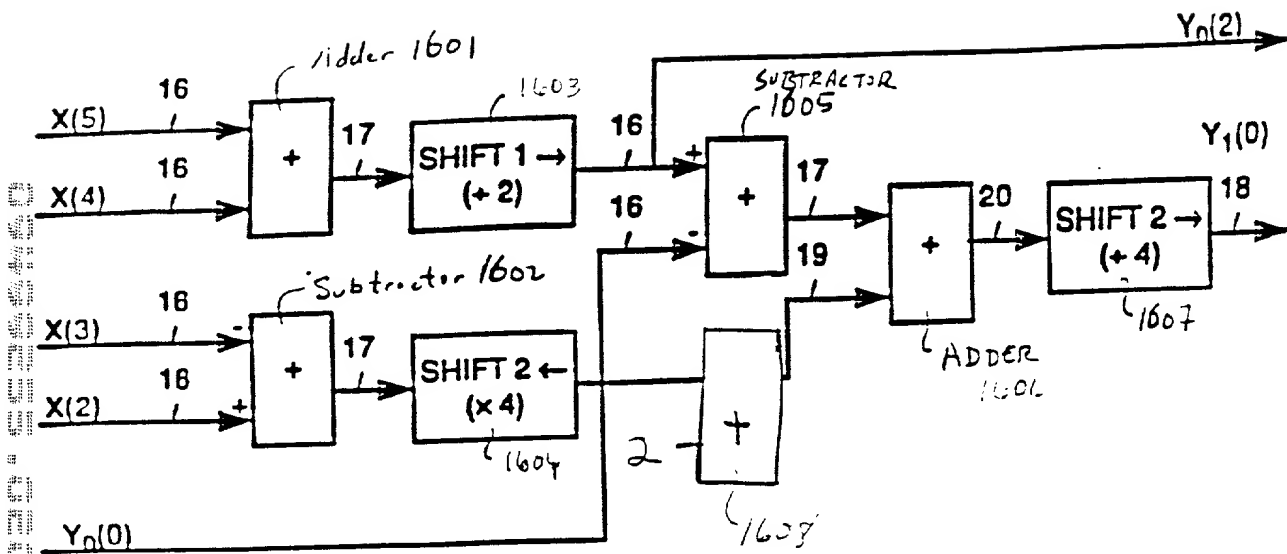 Y₀(2)
Adder 1601
X(5)
16
1603
SUBTRACTOR
1605
16
+
Y₁(0)
17
SHIFT 1 →
(÷ 2)
+
17
X(4)
16
16
-
+
20
SHIFT 2 →
(÷ 4)
18
Subtractor 1602
19
1607
X(3)
16
-
ADDER
1606
17
SHIFT 2 ←
(× 4)
+
X(2)
16
+
1604
2
+
Y₀(0)